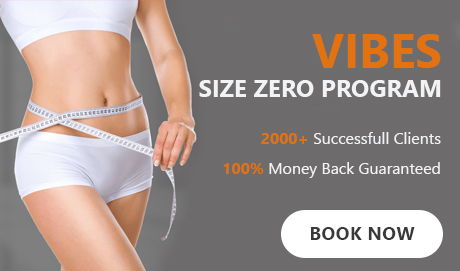 VIBES
SIZE ZERO PROGRAM
2000+ Successfull Clients
100% Money Back Guaranteed
BOOK NOW